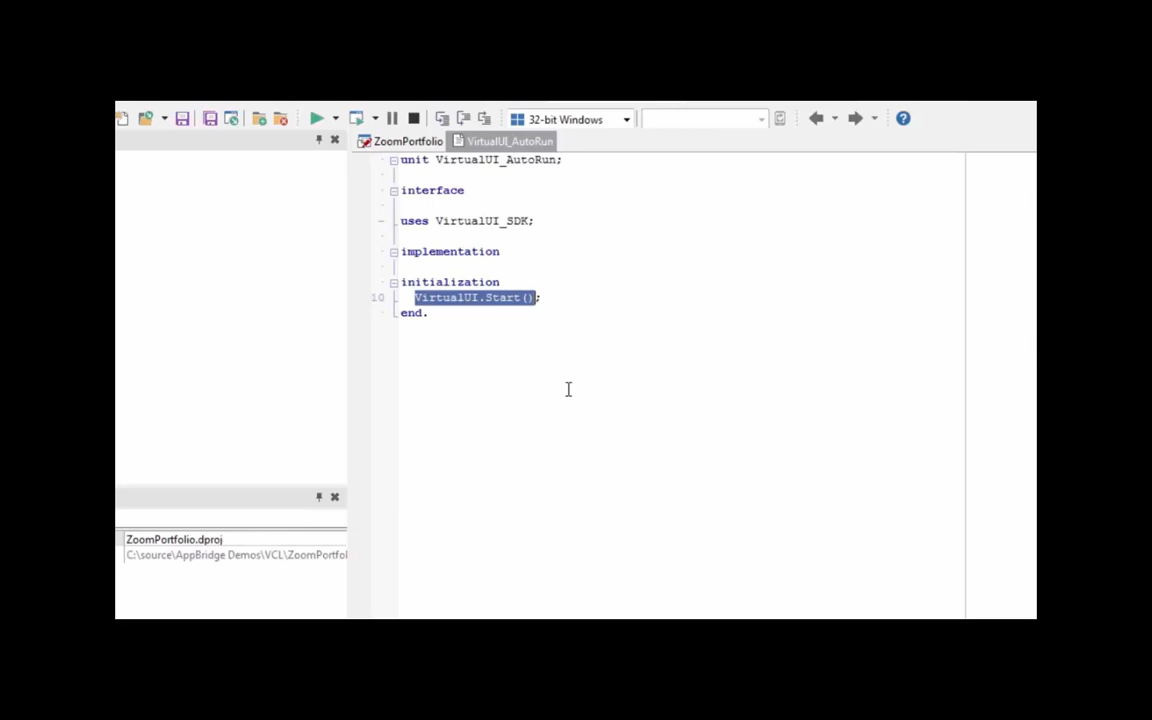 32-bit Windows
ZoomPortfolio
VirtualUI_AutoRun
unit VirtualUI_AutoRun;
interface
uses VirtualUI_SDK;
implementation
initialization
10
VirtualUI.Start();
end.
ZoomPortfolio.dproj
C:\source\AppBridge Demos\VCL\ZoomPortfol